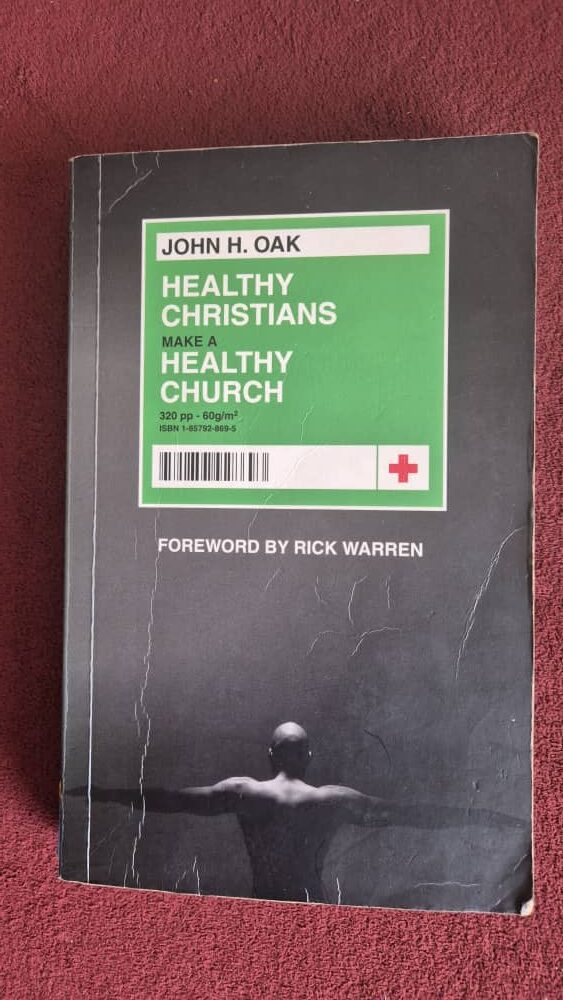 JOHN H. OAK
HEALTHY
CHRISTIANS
MAKE A
HEALTHY
CHURCH
320 pp - 60g/m²
ISBN 1-85792-869-5
FOREWORD BY RICK WARREN